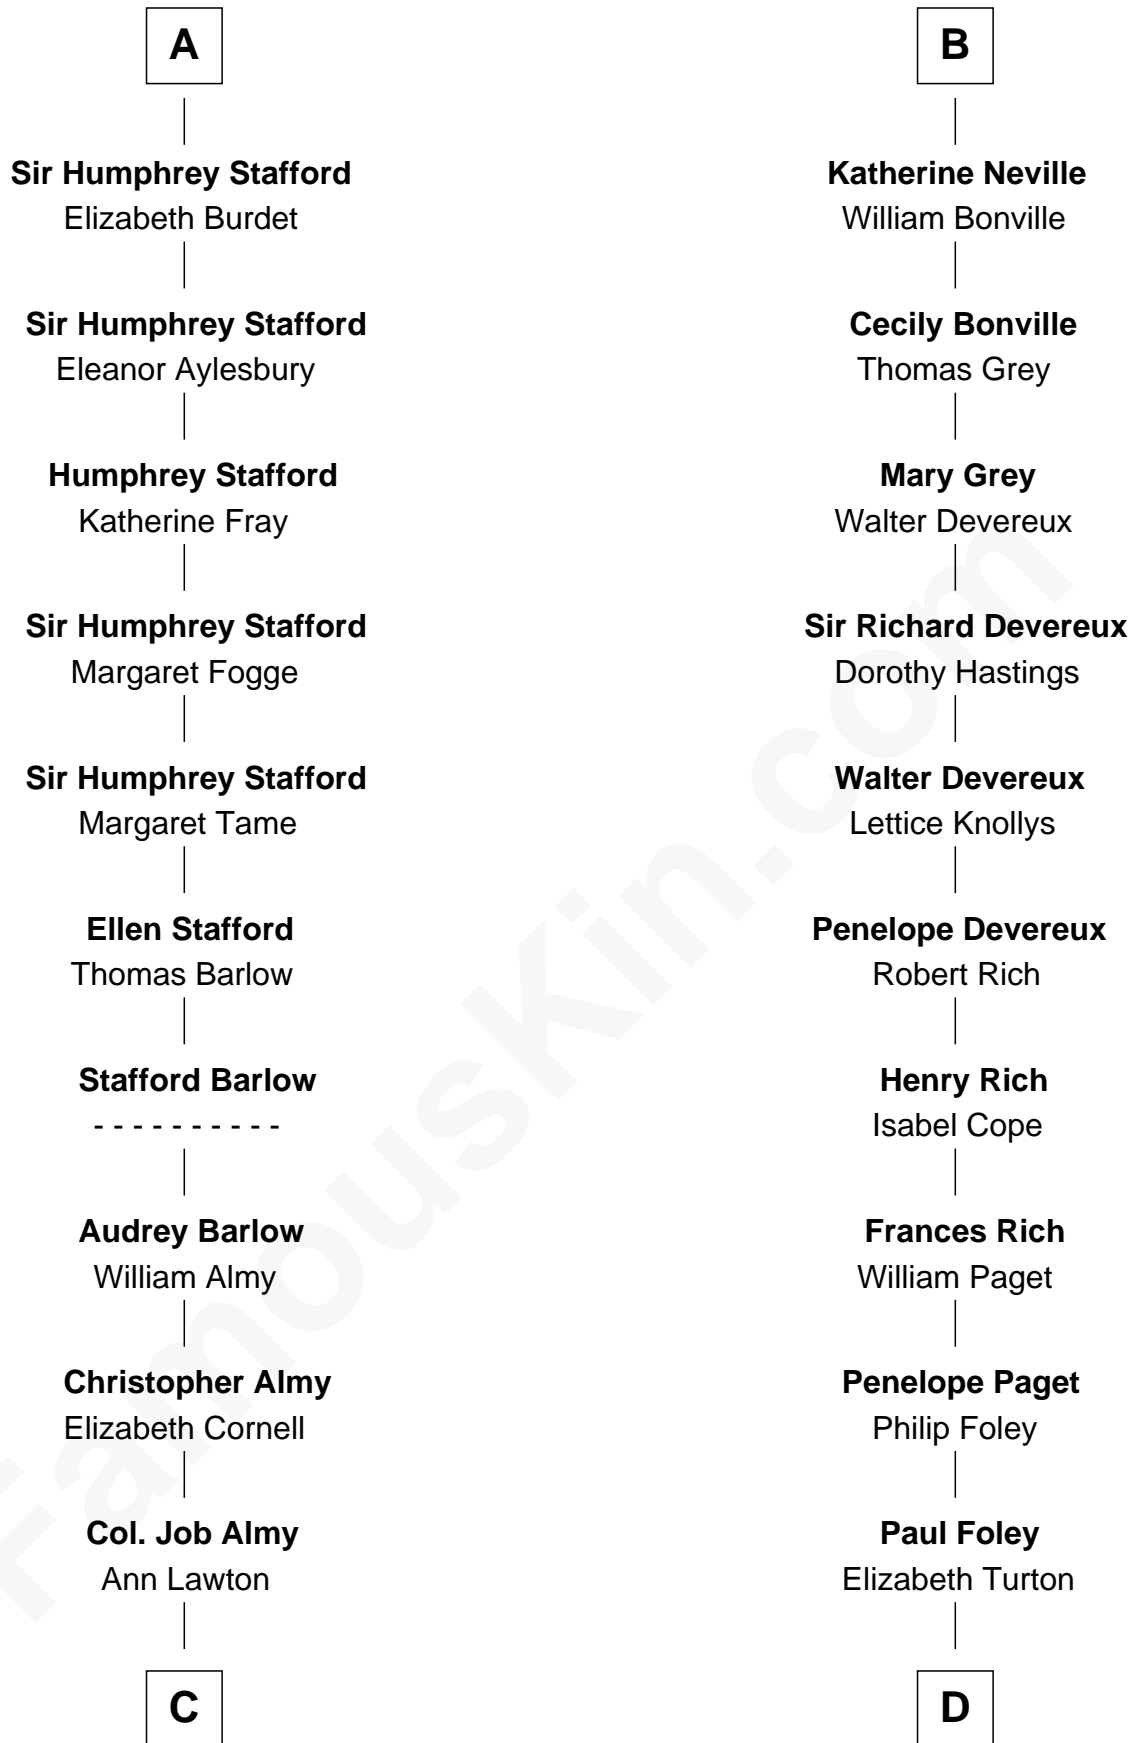 A
Sir Humphrey Stafford
Elizabeth Burdet
Sir Humphrey Stafford
Eleanor Aylesbury
Humphrey Stafford
Katherine Fray
Sir Humphrey Stafford
Margaret Fogge
Sir Humphrey Stafford
Margaret Tame
Ellen Stafford
Thomas Barlow
Stafford Barlow
- - - - - - - - - -
Audrey Barlow
William Almy
Christopher Almy
Elizabeth Cornell
Col. Job Almy
Ann Lawton
C
B
Katherine Neville
William Bonville
Cecily Bonville
Thomas Grey
Mary Grey
Walter Devereux
Sir Richard Devereux
Dorothy Hastings
Walter Devereux
Lettice Knollys
Penelope Devereux
Robert Rich
Henry Rich
Isabel Cope
Frances Rich
William Paget
Penelope Paget
Philip Foley
Paul Foley
Elizabeth Turton
D
FamousKin.com